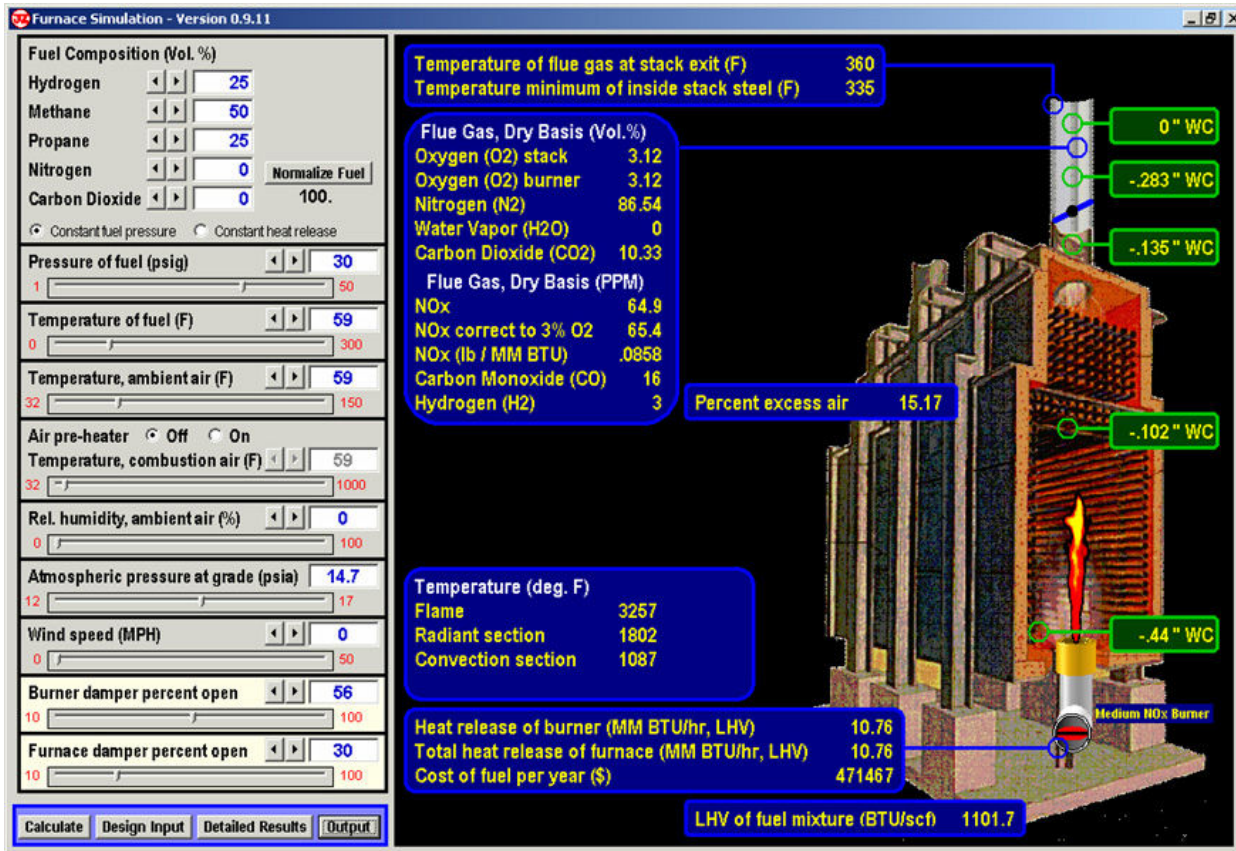 Furnace Simulation - Version 0.9.11
Fuel Composition (Vol. %)
Hydrogen 25
Methane 50
Propane 25
Nitrogen 0
Normalize Fuel
Carbon Dioxide 0
100.
Constant fuel pressure Constant heat release
Pressure of fuel (psig) 30
1 50
Temperature of fuel (F) 59
0 300
Temperature, ambient air (F) 59
32 150
Air pre-heater Off On
Temperature, combustion air (F) 59
32 1000
Rel. humidity, ambient air (%) 0
0 100
Atmospheric pressure at grade (psia) 14.7
12 17
Wind speed (MPH) 0
0 50
Burner damper percent open 56
10 100
Furnace damper percent open 30
10 100
Calculate Design Input Detailed Results Output
Temperature of flue gas at stack exit (F) 360
Temperature minimum of inside stack steel (F) 335
Flue Gas, Dry Basis (Vol.%)
Oxygen (O2) stack 3.12
Oxygen (O2) burner 3.12
Nitrogen (N2) 86.54
Water Vapor (H2O) 0
Carbon Dioxide (CO2) 10.33
Flue Gas, Dry Basis (PPM)
NOx 64.9
NOx correct to 3% O2 65.4
NOx (lb / MM BTU) .0858
Carbon Monoxide (CO) 16
Hydrogen (H2) 3
Percent excess air 15.17
0 " WC
-.283 " WC
-.135 " WC
-.102 " WC
-.44 " WC
Temperature (deg. F)
Flame 3257
Radiant section 1802
Convection section 1087
Medium NOx Burner
Heat release of burner (MM BTU/hr, LHV) 10.76
Total heat release of furnace (MM BTU/hr, LHV) 10.76
Cost of fuel per year ($) 471467
LHV of fuel mixture (BTU/scf) 1101.7